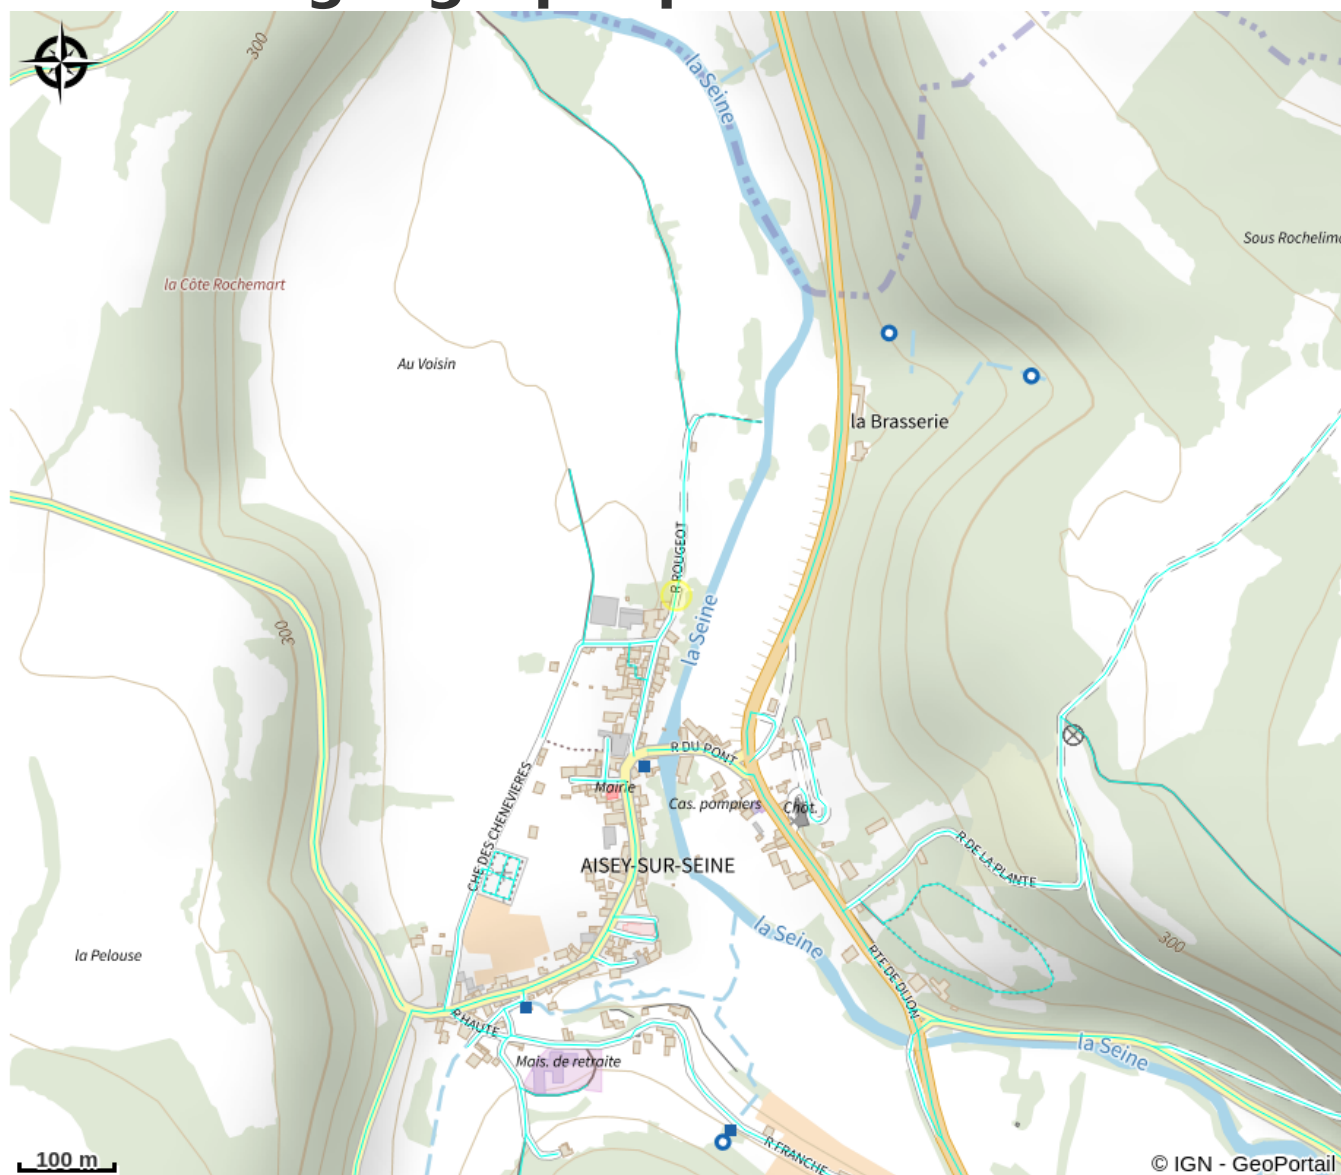 300
la Seine
Sous Rochelim
la Côte Rochemart
Au Voisin
la Brasserie
R ROUGEOT
la Seine
300
R DU PONT
Mairie
Cas. pompiers
Chât.
CHE DES CHENEVIERES
AISEY-SUR-SEINE
R DE LA PLANTE
la Seine
300
la Pelouse
RTE DE DIJON
R HAUTE
la Seine
Mais. de retraite
R FRANCHE
100 m
© IGN - GeoPortail